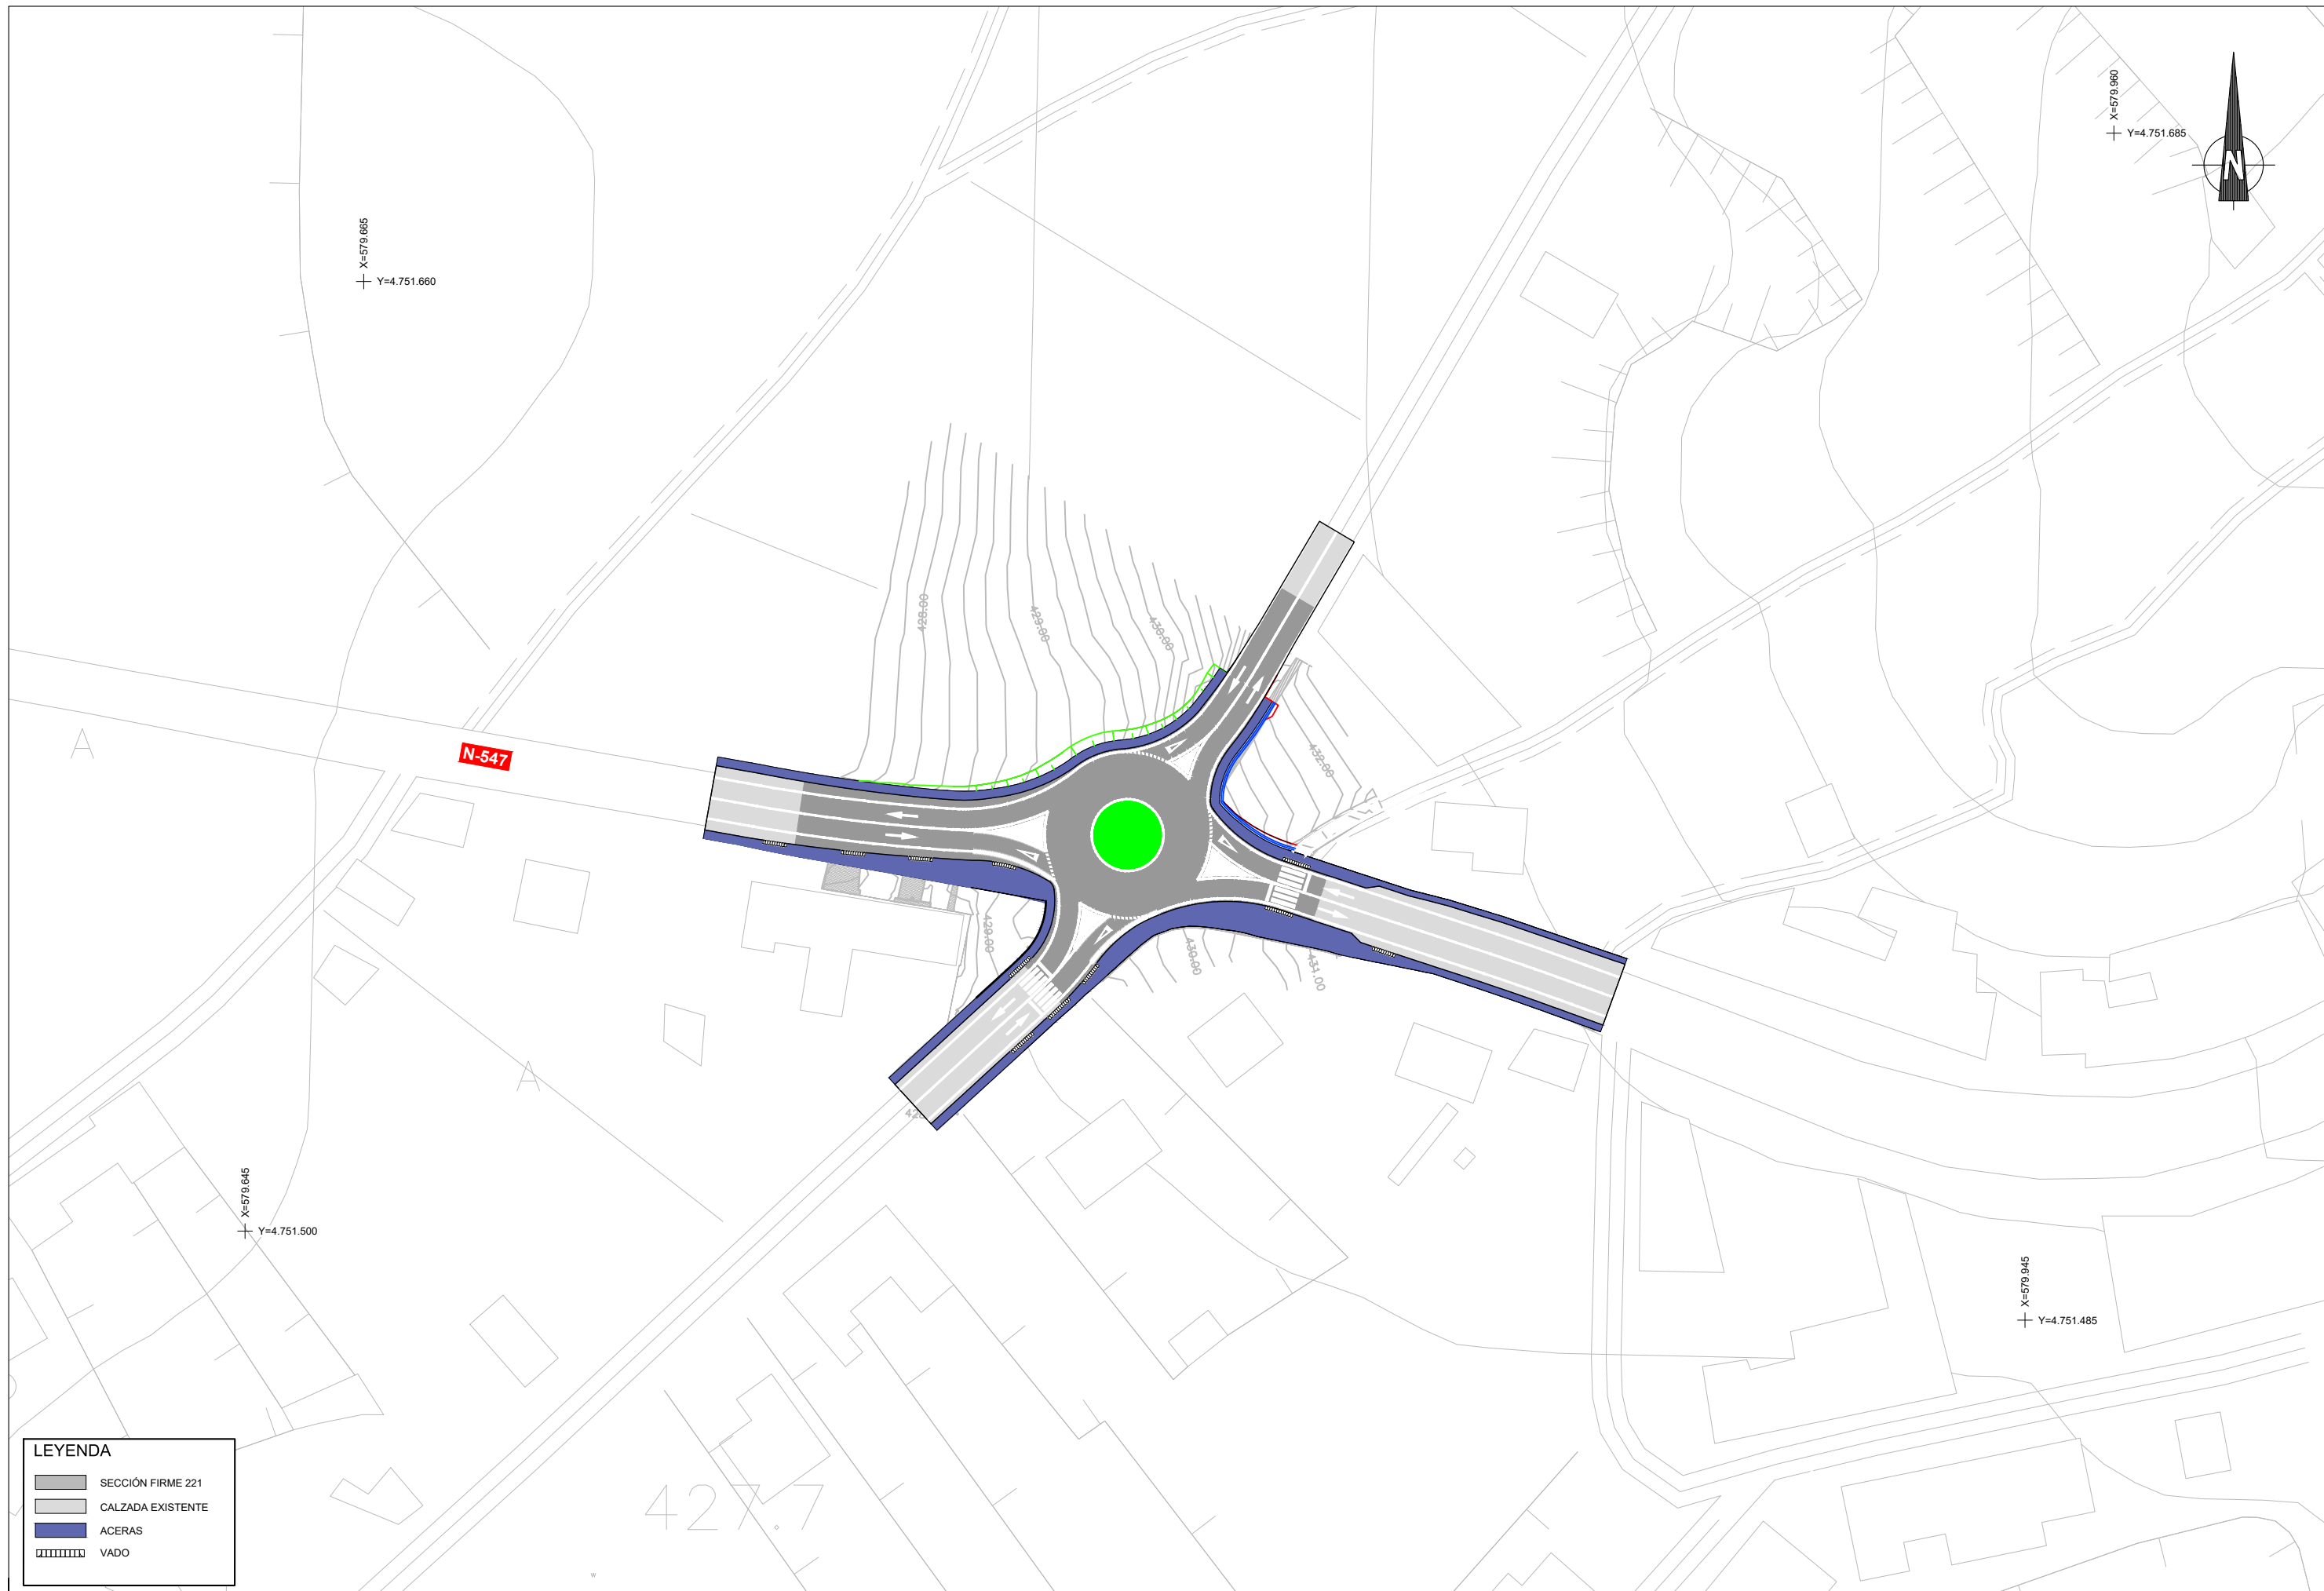 X=579.960
Y=4.751.685
N
X=579.665
Y=4.751.660
428.00
429.00
430.00
432.00
A
N-547
429.00
430.00
431.00
A
X=579.645
Y=4.751.500
X=579.945
Y=4.751.485
LEYENDA
SECCIÓN FIRME 221
CALZADA EXISTENTE
ACERAS
VADO
427.7
W